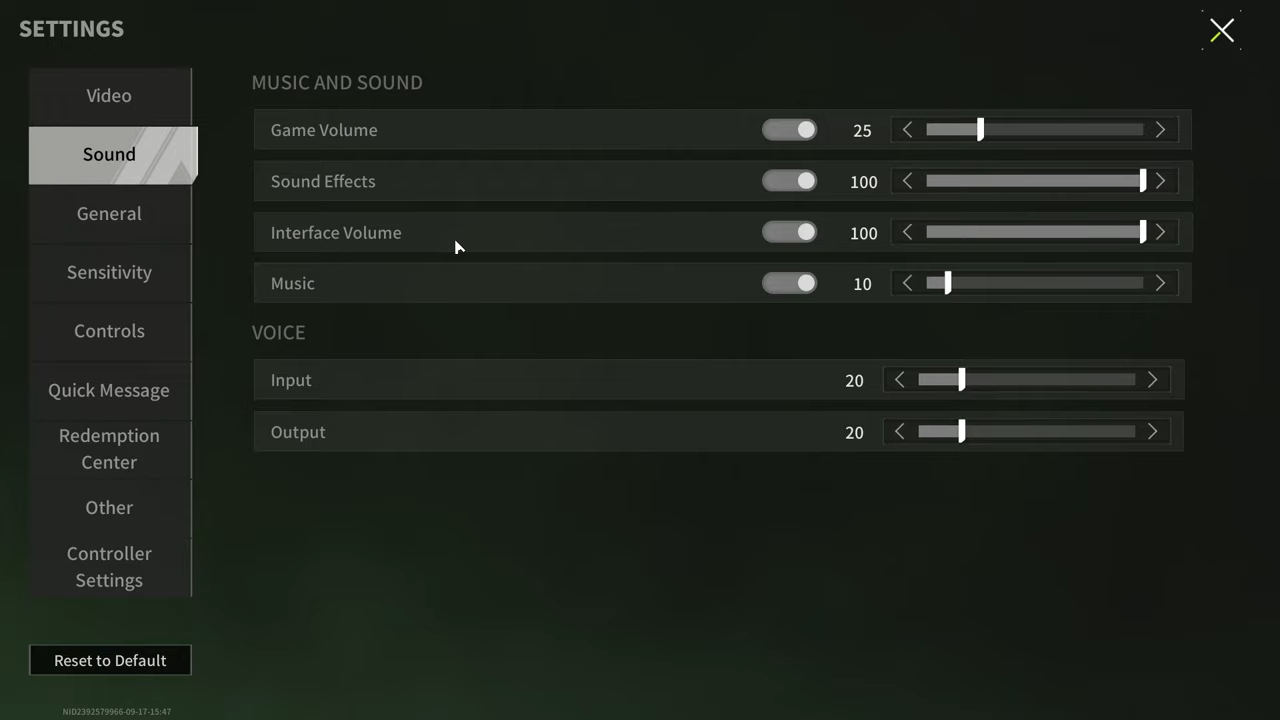 SETTINGS
Video
Sound
General
Sensitivity
Controls
Quick Message
Redemption
Center
Other
Controller
Settings
Reset to Default
NID2392579966-09-17-15:47
MUSIC AND SOUND
Game Volume 25
Sound Effects 100
Interface Volume 100
Music 10
VOICE
Input 20
Output 20